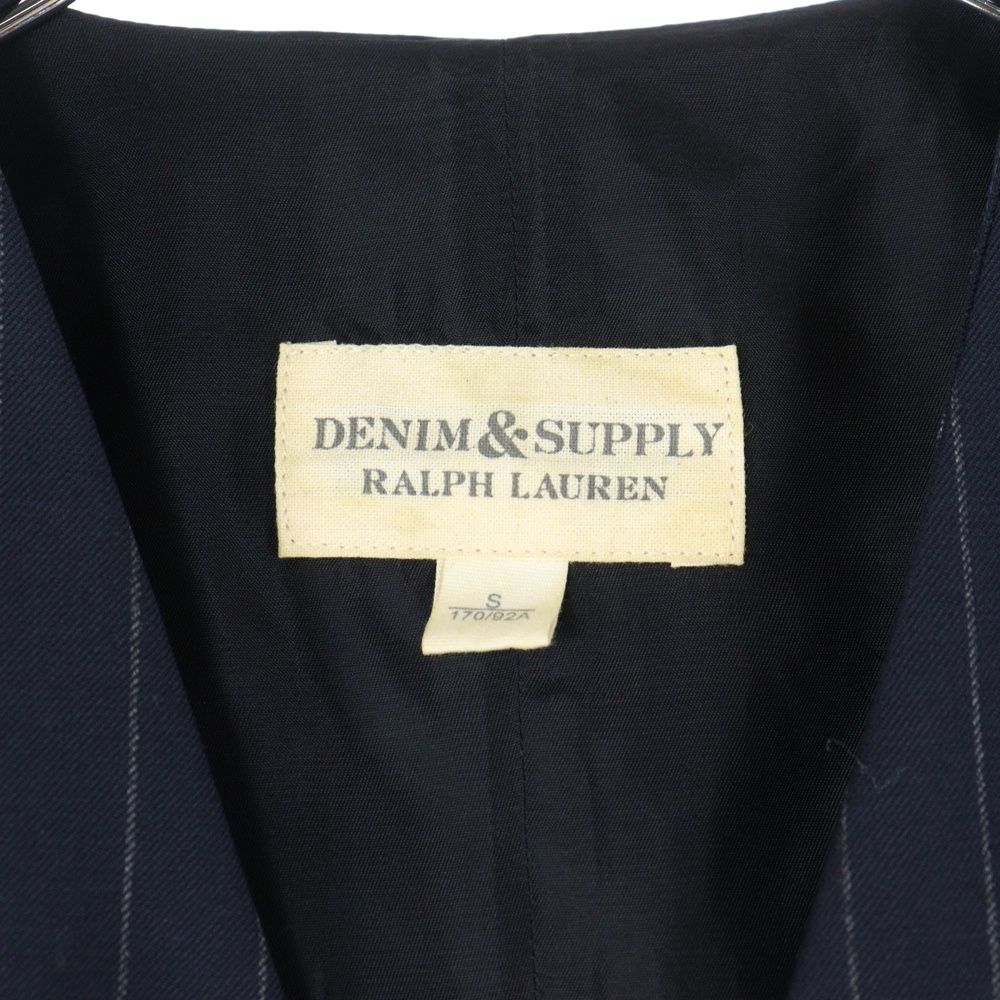 DENIM & SUPPLY
RALPH LAUREN
S
170/92A